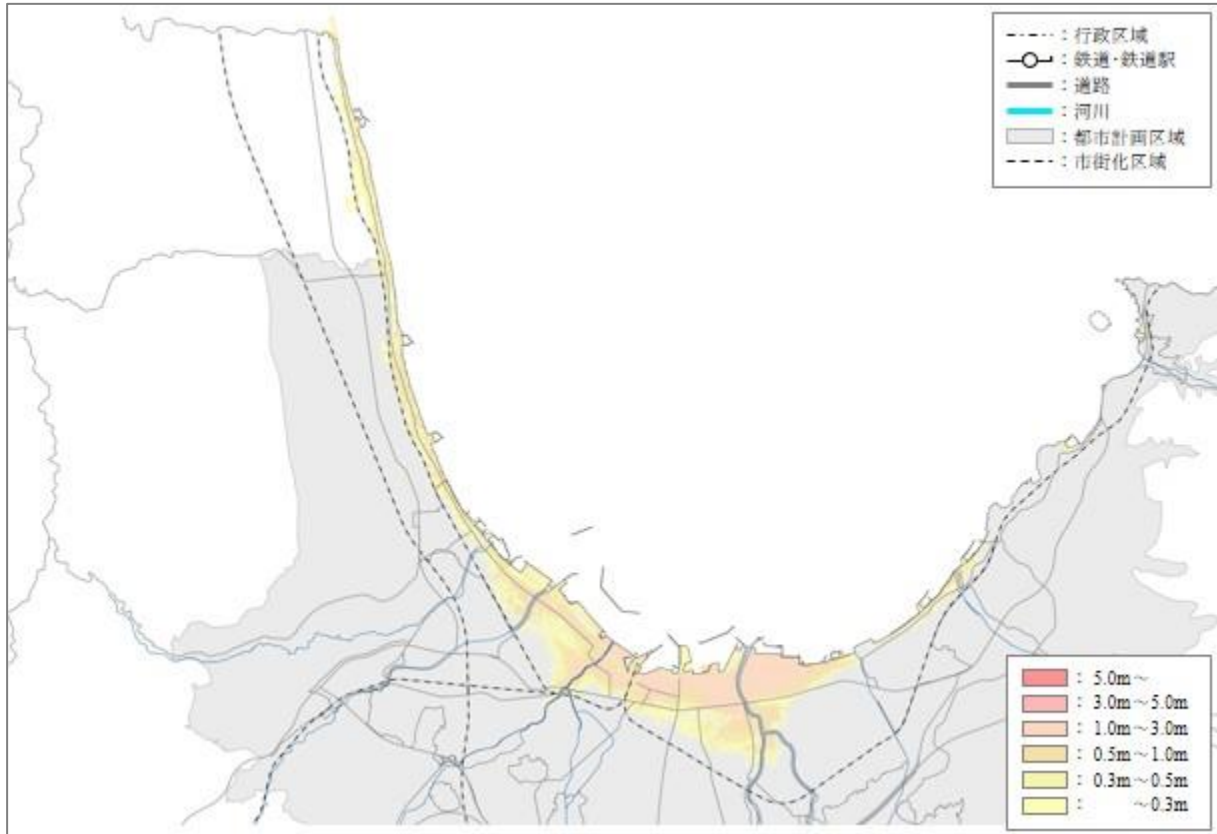 ：行政区域
：鉄道・鉄道駅
：道路
：河川
：都市計画区域
：市街化区域
：5.0m～
：3.0m～5.0m
：1.0m～3.0m
：0.5m～1.0m
：0.3m～0.5m
：　　～0.3m